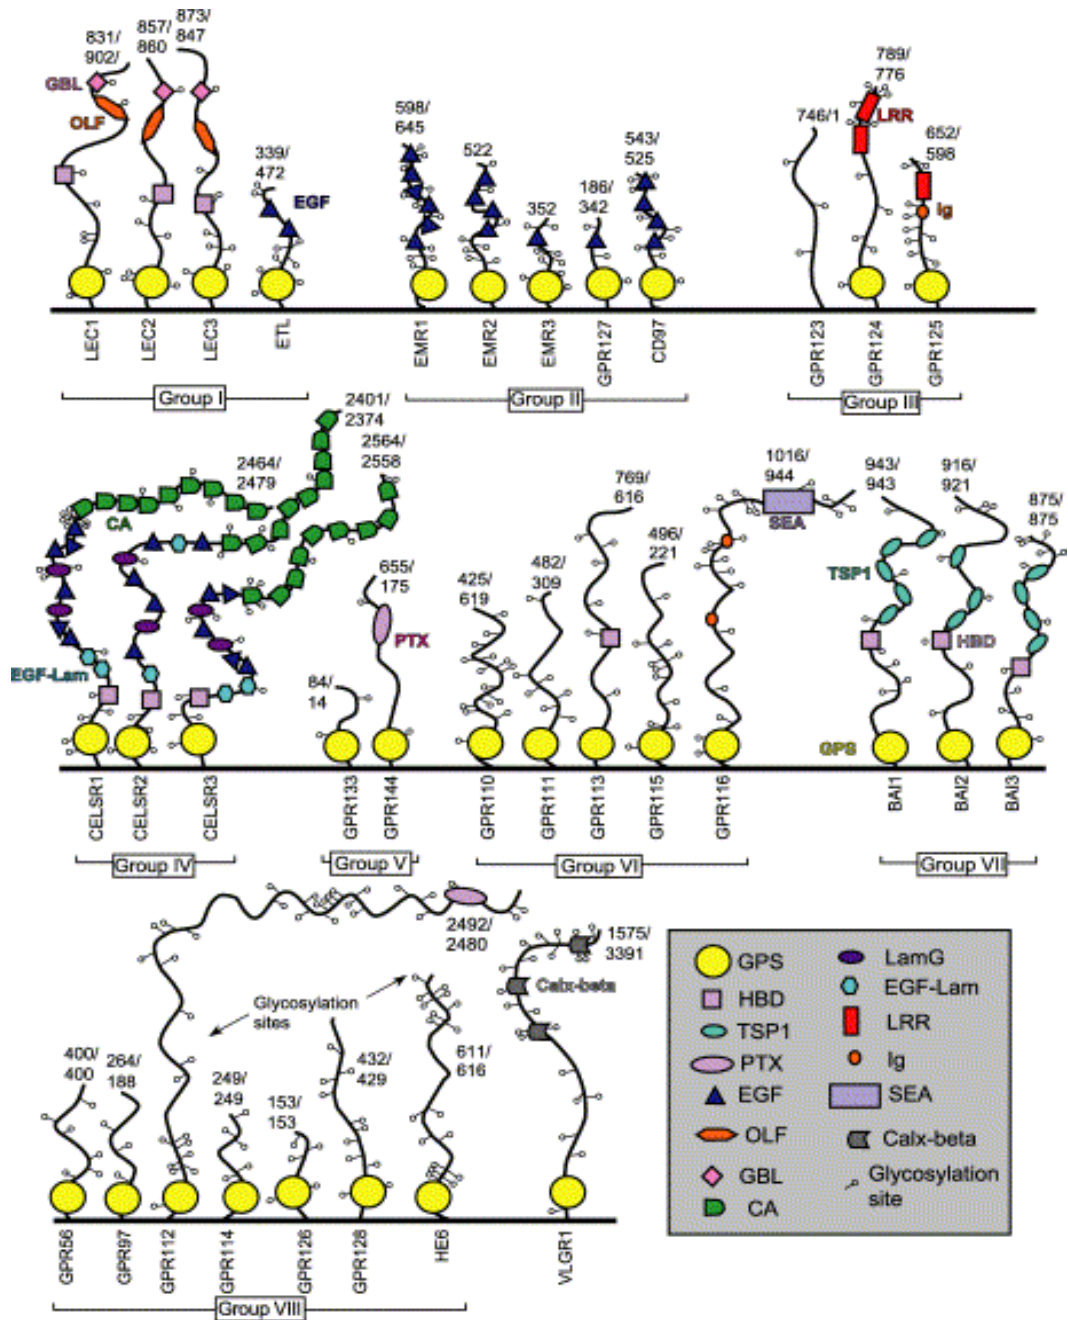 831/
902/
857/
860
873/
847
GBL
OLF
339/
472
EGF
598/
645
522
352
186/
342
543/
525
746/1
789/
776
LRR
652/
598
Ig
LEC1
LEC2
LEC3
ETL
EMR1
EMR2
EMR3
GPR127
CD97
GPR123
GPR124
GPR125
Group I
Group II
Group III
2464/
2479
2401/
2374
2564/
2558
CA
EGF-Lam
84/
14
655/
175
PTX
425/
619
482/
309
769/
616
496/
221
1016/
944
SEA
943/
943
916/
921
875/
875
TSP1
HBD
GPS
CELSR1
CELSR2
CELSR3
GPR133
GPR144
GPR110
GPR111
GPR113
GPR115
GPR116
BAI1
BAI2
BAI3
Group IV
Group V
Group VI
Group VII
400/
400
264/
188
249/
249
153/
153
Glycosylation
sites
432/
429
2492/
2480
611/
616
Calx-beta
1575/
3391
GPR56
GPR97
GPR112
GPR114
GPR126
GPR128
HE6
VLGR1
Group VIII
GPS
HBD
TSP1
PTX
EGF
OLF
GBL
CA
LamG
EGF-Lam
LRR
Ig
SEA
Calx-beta
Glycosylation
site